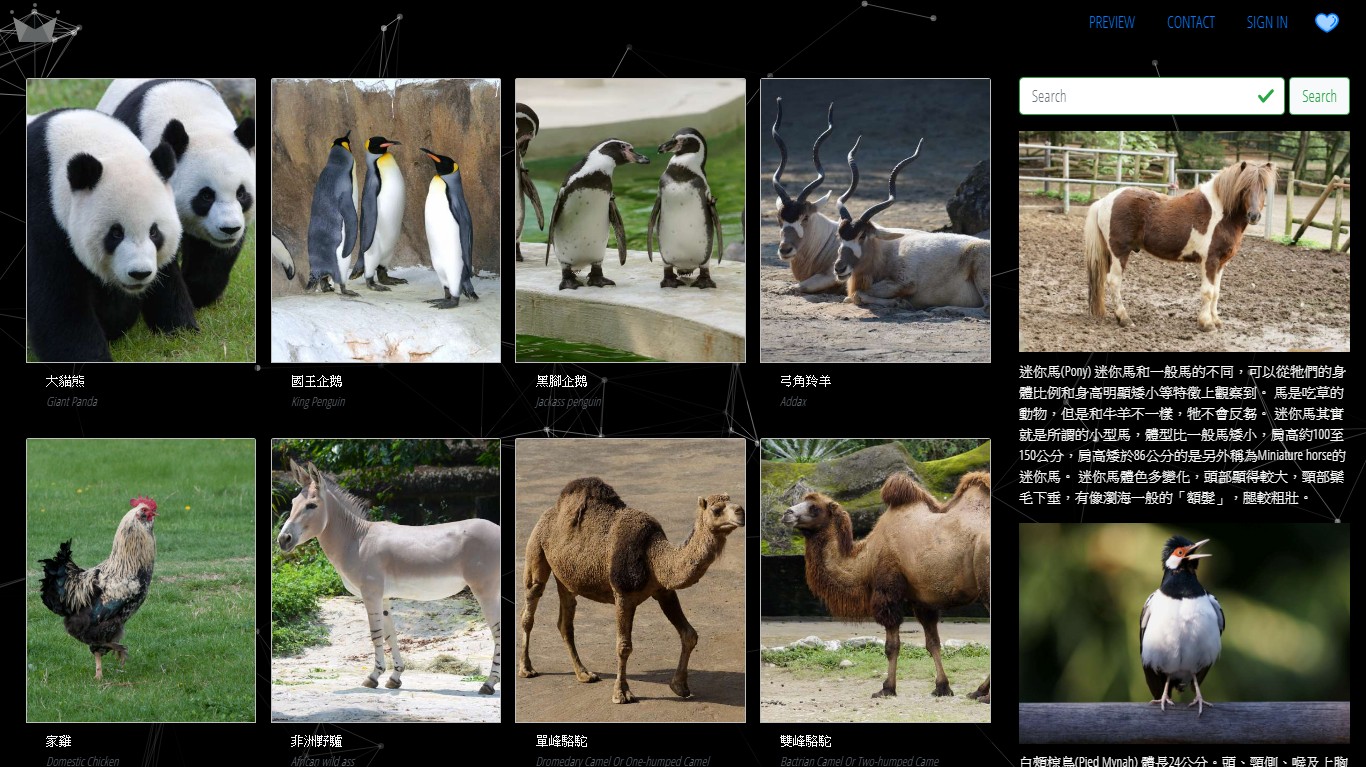 PREVIEW CONTACT SIGN IN
Search Search
大貓熊
Giant Panda
國王企鵝
King Penguin
黑腳企鵝
Jackass penguin
弓角羚羊
Addax
迷你馬(Pony) 迷你馬和一般馬的不同，可以從牠們的身
體比例和身高明顯矮小等特徵上觀察到。 馬是吃草的
動物，但是和牛羊不一樣，牠不會反芻。 迷你馬其實
就是所謂的小型馬，體型比一般馬矮小，肩高約100至
150公分，肩高矮於86公分的是另外稱為Miniature horse的
迷你馬。 迷你馬體色多變化，頭部顯得較大，頸部鬃
毛下垂，有像瀏海一般的「額髮」，腿較粗壯。
家雞
Domestic Chicken
非洲野驢
African wild ass
單峰駱駝
Dromedary Camel Or One-humped Camel
雙峰駱駝
Bactrian Camel Or Two-humped Came
白頰椋鳥(Pied Mynah) 體長24公分。頭、頸側、喉及上胸